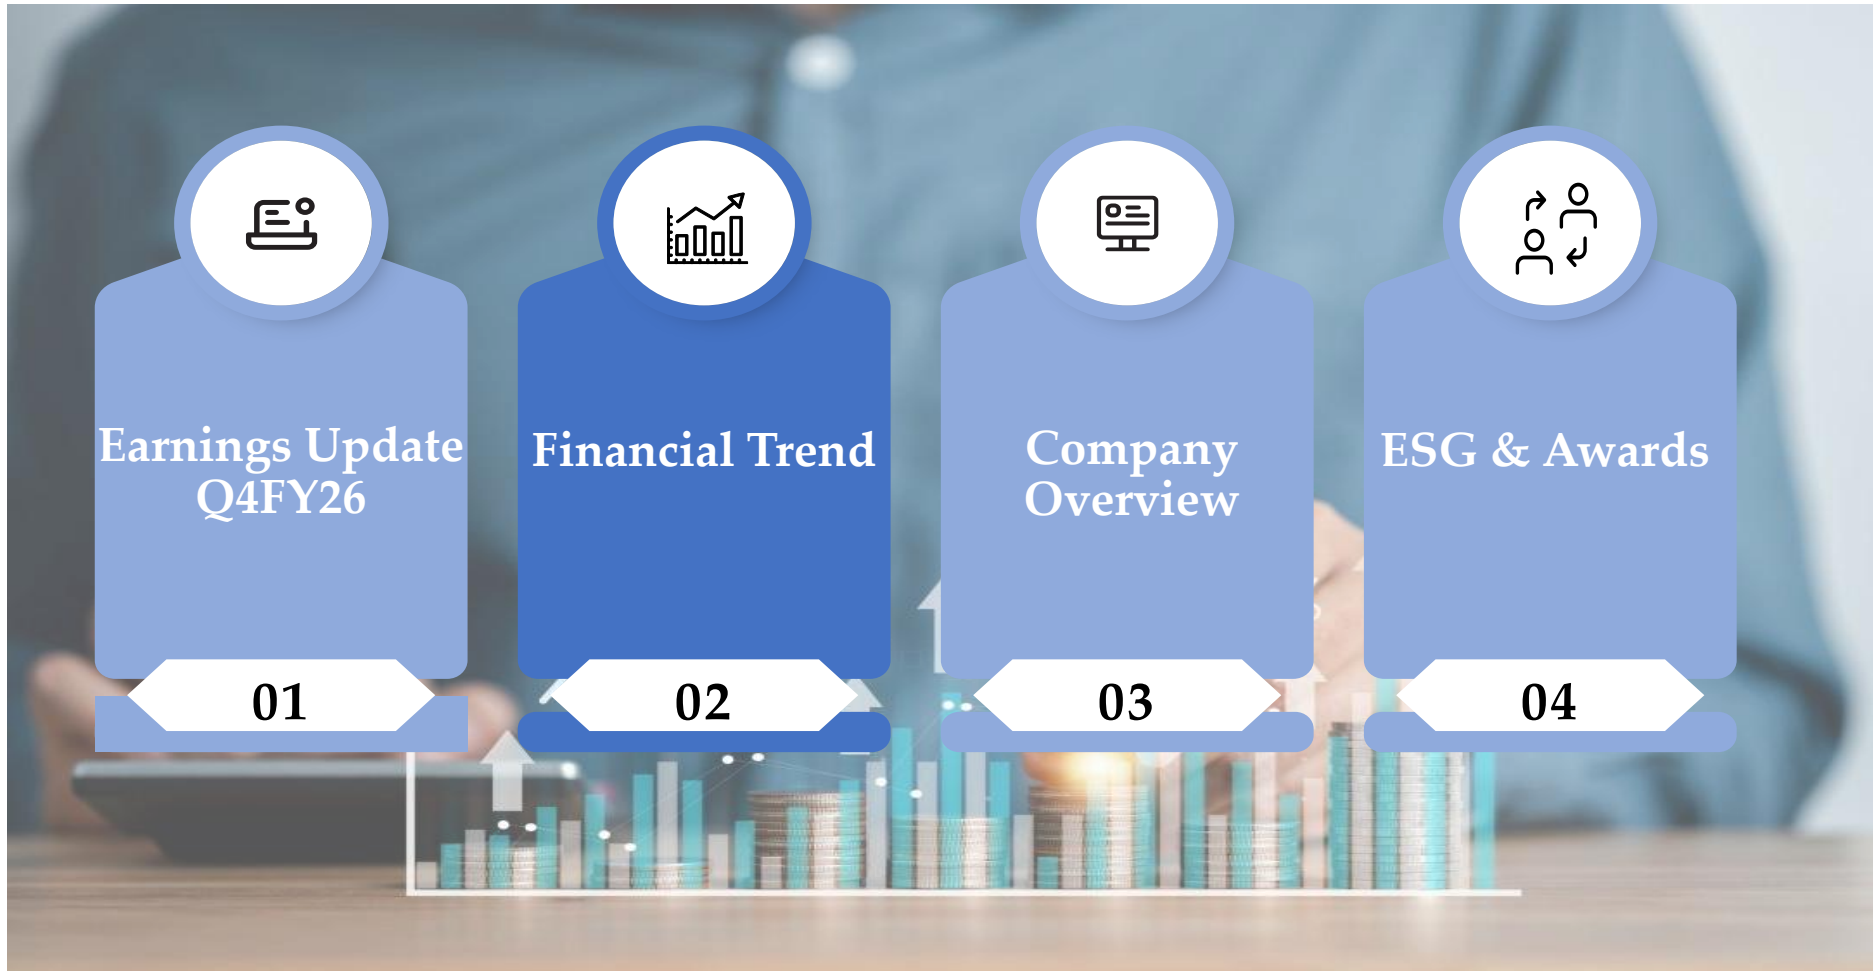 Earnings Update
Q4FY26
01
Financial Trend
02
Company
Overview
03
ESG & Awards
04